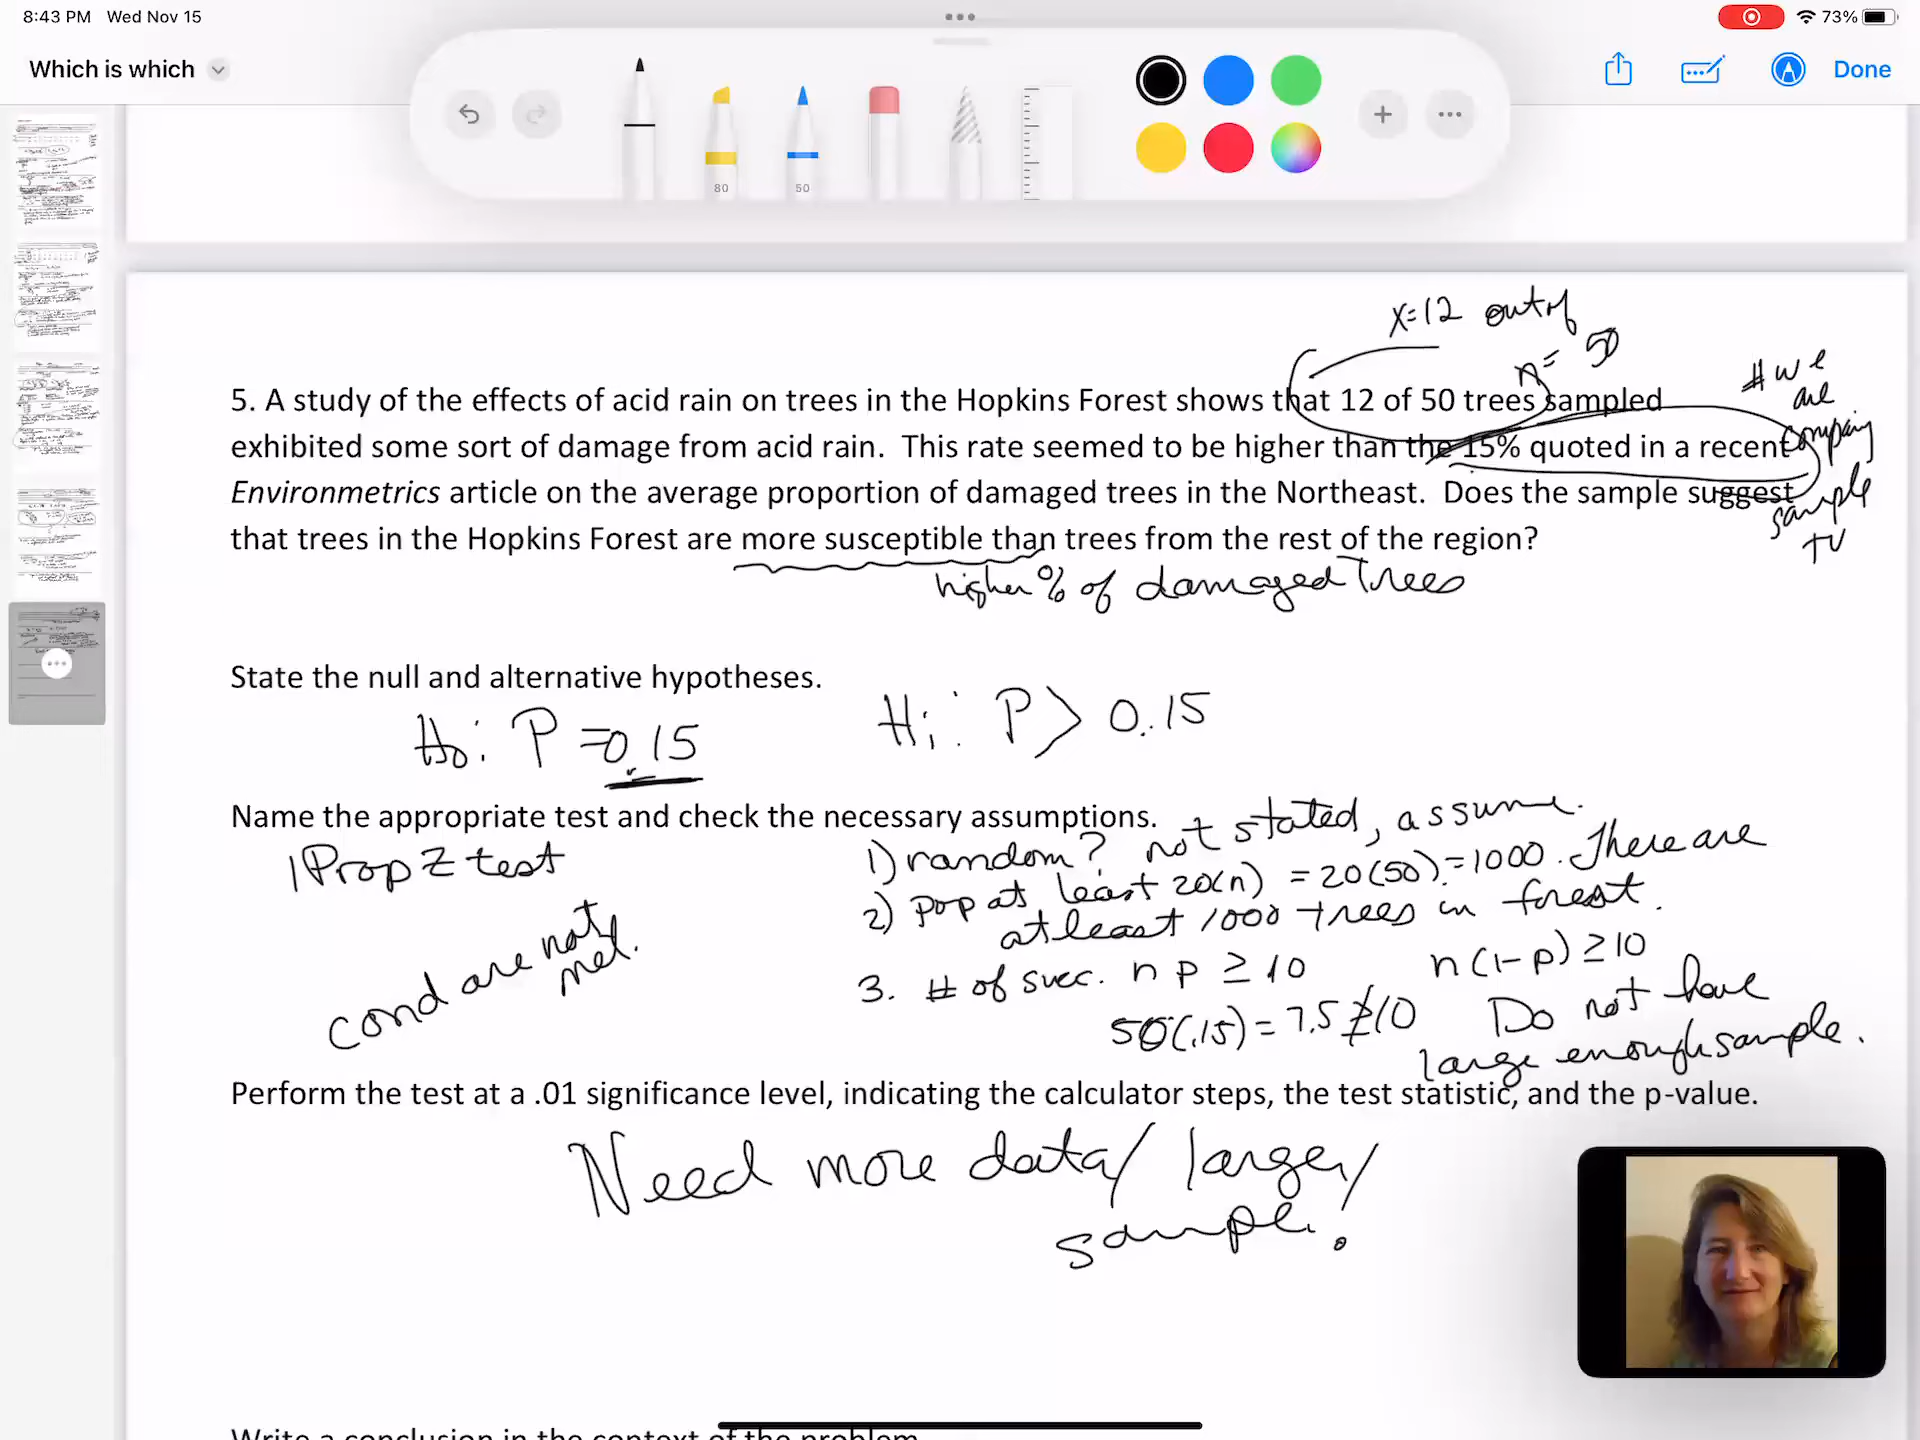 8:43 PM Wed Nov 15
73%
Which is which
Done
80
50
x=12 out of
n= 50
# we
are
comparing
sample
to
5. A study of the effects of acid rain on trees in the Hopkins Forest shows that 12 of 50 trees sampled
exhibited some sort of damage from acid rain. This rate seemed to be higher than the 15% quoted in a recent
Environmetrics article on the average proportion of damaged trees in the Northeast. Does the sample suggest
that trees in the Hopkins Forest are more susceptible than trees from the rest of the region?
higher % of damaged Trees
State the null and alternative hypotheses.
Ho: P =0.15
H1: P > 0.15
Name the appropriate test and check the necessary assumptions.
1 Prop Z test
cond are not
met.
1) random? not stated, assume.
2) pop at least 20(n) = 20(50) = 1000. There are
at least 1000 trees in forest.
3. # of succ. np ≥ 10 n(1-p) ≥ 10
50(.15) = 7.5 ≱ 10 Do not have
large enough sample.
Perform the test at a .01 significance level, indicating the calculator steps, the test statistic, and the p-value.
Need more data/ larger/
sample.
Write a conclusion in the context of the problem